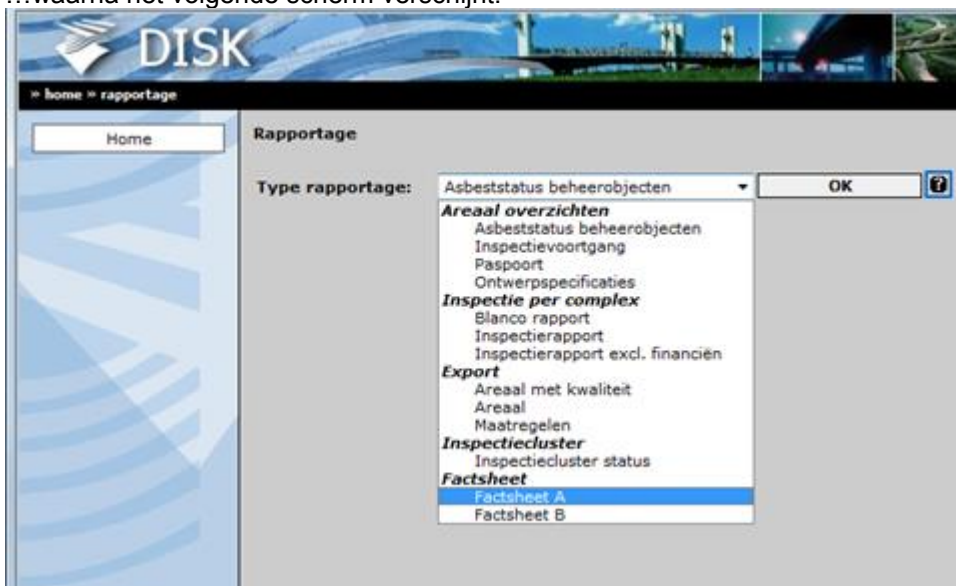 …waarna het volgende scherm verschijnt:
DISK
» home » rapportage
Home
Rapportage
Type rapportage:
Asbeststatus beheerobjecten
OK
?
Areaal overzichten
Asbeststatus beheerobjecten
Inspectievoortgang
Paspoort
Ontwerpspecificaties
Inspectie per complex
Blanco rapport
Inspectierapport
Inspectierapport excl. financiën
Export
Areaal met kwaliteit
Areaal
Maatregelen
Inspectiecluster
Inspectiecluster status
Factsheet
Factsheet A
Factsheet B